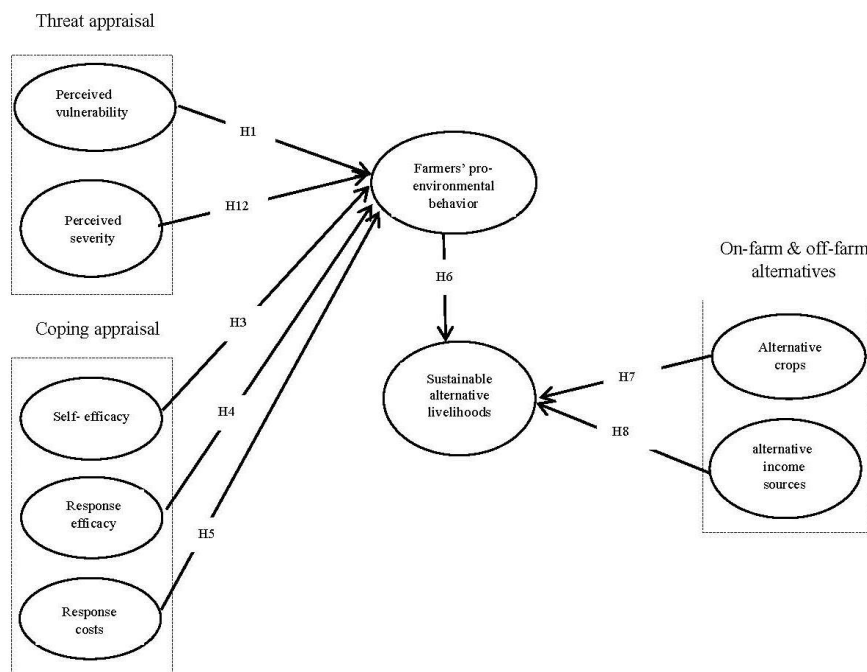 Threat appraisal
Perceived
vulnerability
H1
Perceived
severity
H12
Farmers' pro-
environmental
behavior
H6
Coping appraisal
H3
Self- efficacy
H4
Response
efficacy
H5
Response
costs
Sustainable
alternative
livelihoods
On-farm & off-farm
alternatives
H7
Alternative
crops
H8
alternative
income
sources